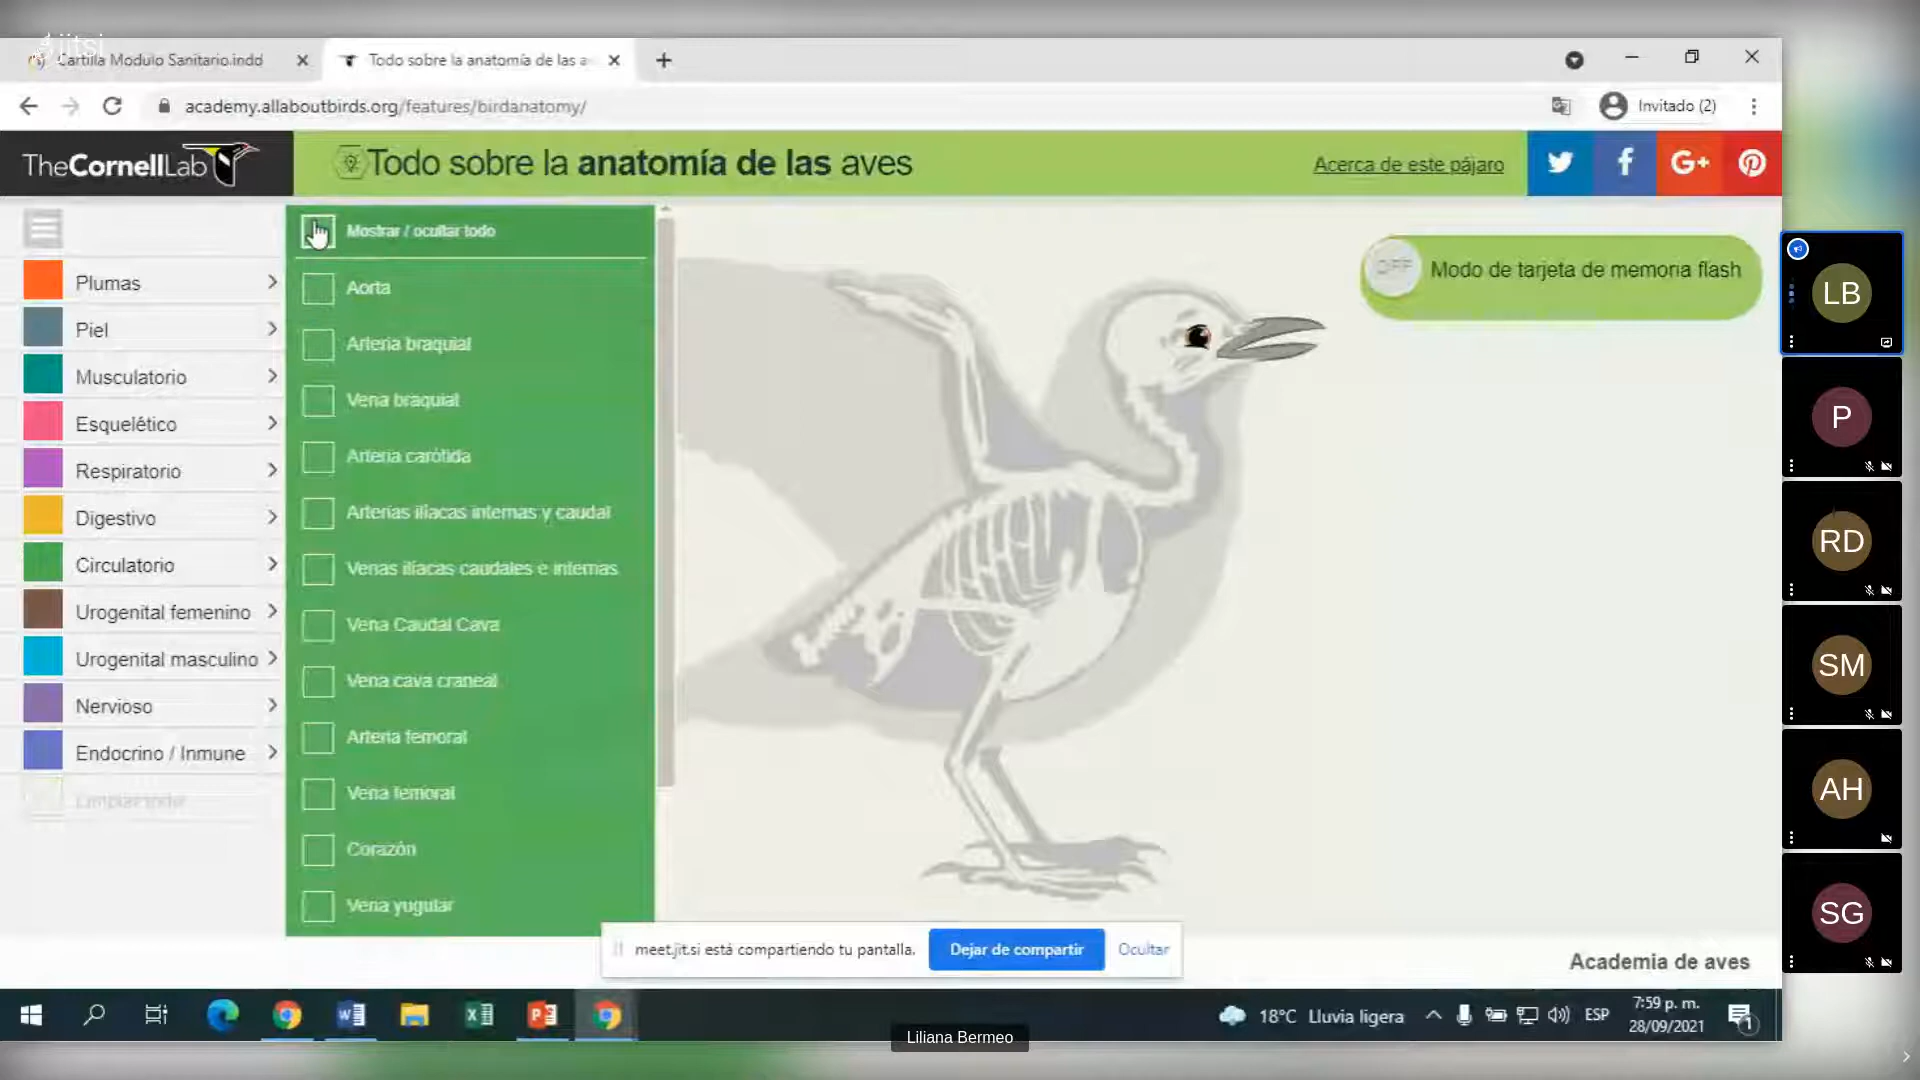 jitsi
Cartilla Modulo Sanitario.indd
Todo sobre la anatomía de las a
academy.allaboutbirds.org/features/birdanatomy/
Invitado (2)
TheCornellLab
Todo sobre la anatomía de las aves
Acerca de este pájaro
G+
Mostrar / ocultar todo
OFF
Modo de tarjeta de memoria flash
Plumas
Piel
Musculatorio
Esquelético
Respiratorio
Digestivo
Circulatorio
Urogenital femenino
Urogenital masculino
Nervioso
Endocrino / Inmune
Limpiar todo
Aorta
Arteria braquial
Vena braquial
Arteria carótida
Arterias ilíacas internas y caudal
Venas ilíacas caudales e internas
Vena Caudal Cava
Vena cava craneal
Arteria femoral
Vena femoral
Corazón
Vena yugular
LB
P
RD
SM
AH
SG
meet.jit.si está compartiendo tu pantalla.
Dejar de compartir
Ocultar
Academia de aves
18°C Lluvia ligera
ESP
7:59 p. m.
28/09/2021
1
Liliana Bermeo